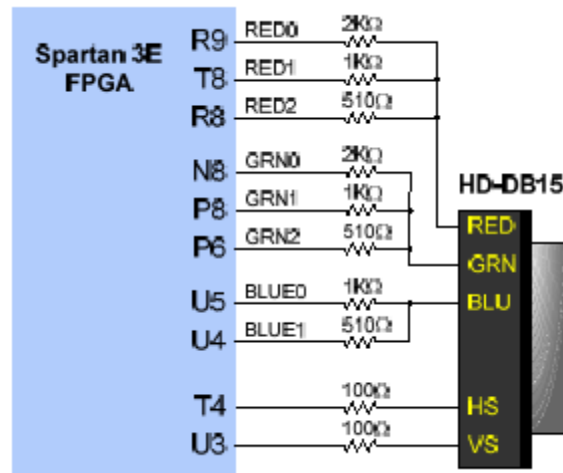 Spartan 3E
FPGA
R9 RED0 2KΩ
T8 RED1 1KΩ
R8 RED2 510Ω
N8 GRN0 2KΩ
P8 GRN1 1KΩ
P6 GRN2 510Ω
U5 BLUE0 1KΩ
U4 BLUE1 510Ω
T4 100Ω
U3 100Ω
HD-DB15
RED
GRN
BLU
HS
VS